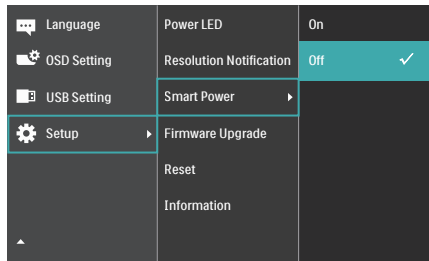 Language
OSD Setting
USB Setting
Setup
Power LED
Resolution Notification
Smart Power
Firmware Upgrade
Reset
Information
On
Off